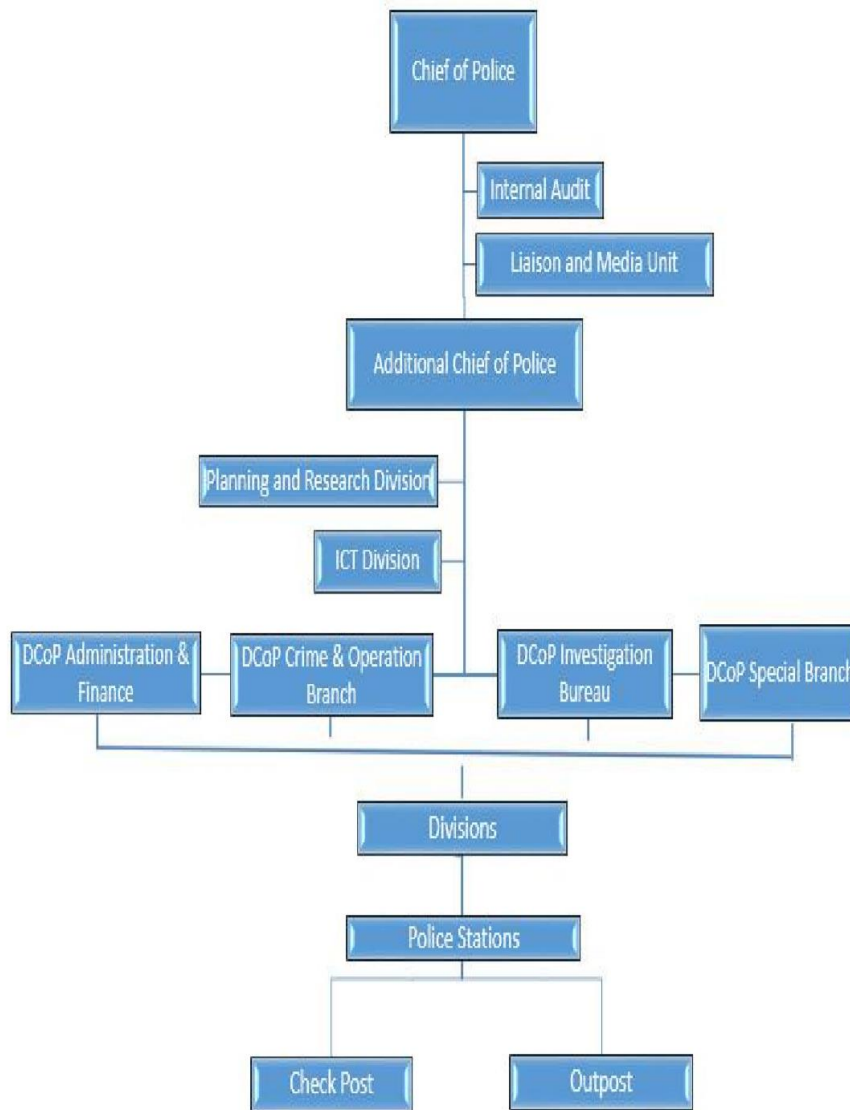 Chief of Police
Internal Audit
Liaison and Media Unit
Additional Chief of Police
Planning and Research Division
ICT Division
DCoP Administration &
Finance
DCoP Crime & Operation
Branch
DCoP Investigation
Bureau
DCoP Special Branch
Divisions
Police Stations
Check Post
Outpost